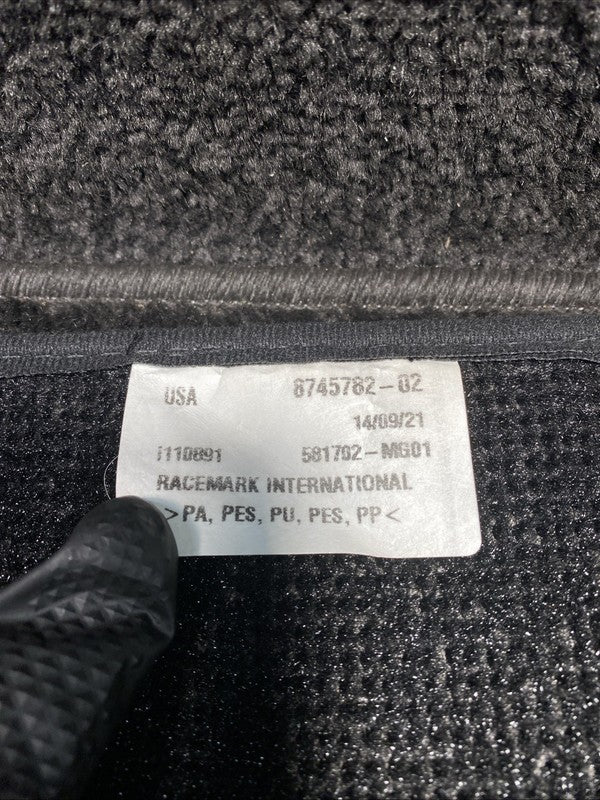 USA 8745782-02
14/09/21
i110891 581702-MG01
RACEMARK INTERNATIONAL
>PA, PES, PU, PES, PP<